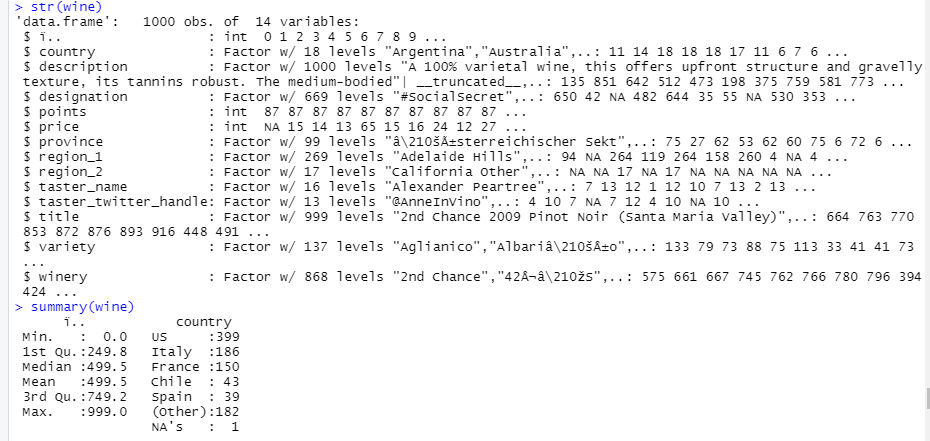 > str(wine)
'data.frame':   1000 obs. of  14 variables:
 $ ï..                  : int  0 1 2 3 4 5 6 7 8 9 ...
 $ country              : Factor w/ 18 levels "Argentina","Australia",..: 11 14 18 18 18 17 11 6 7 6 ...
 $ description          : Factor w/ 1000 levels "A 100% varietal wine, this offers upfront structure and gravelly
texture, its tannins robust. The medium-bodied"| __truncated__,..: 135 851 642 512 473 198 375 759 581 773 ...
 $ designation          : Factor w/ 669 levels "#SocialSecret",..: 650 42 NA 482 644 35 55 NA 530 353 ...
 $ points               : int  87 87 87 87 87 87 87 87 87 87 ...
 $ price                : int  NA 15 14 13 65 15 16 24 12 27 ...
 $ province             : Factor w/ 99 levels "â\210šÃ±sterreichischer Sekt",..: 75 27 62 53 62 60 75 6 72 6 ...
 $ region_1             : Factor w/ 269 levels "Adelaide Hills",..: 94 NA 264 119 264 158 260 4 NA 4 ...
 $ region_2             : Factor w/ 17 levels "California Other",..: NA NA 17 NA 17 NA NA NA NA NA ...
 $ taster_name          : Factor w/ 16 levels "Alexander Peartree",..: 7 13 12 1 12 10 7 13 2 13 ...
 $ taster_twitter_handle: Factor w/ 13 levels "@AnneInVino",..: 4 10 7 NA 7 12 4 10 NA 10 ...
 $ title                : Factor w/ 999 levels "2nd Chance 2009 Pinot Noir (Santa Maria Valley)",..: 664 763 770
853 872 876 893 916 448 491 ...
 $ variety              : Factor w/ 137 levels "Aglianico","Albariâ\210šÃ±o",..: 133 79 73 88 75 113 33 41 41 73
...
 $ winery               : Factor w/ 868 levels "2nd Chance","42Â¬â\210žS",..: 575 661 667 745 762 766 780 796 394
424 ...
> summary(wine)
      ï..            country
 Min.   :  0.0   US     :399
 1st Qu.:249.8   Italy  :186
 Median :499.5   France :150
 Mean   :499.5   Chile  : 43
 3rd Qu.:749.2   Spain  : 39
 Max.   :999.0   (Other):182
                 NA's   :  1